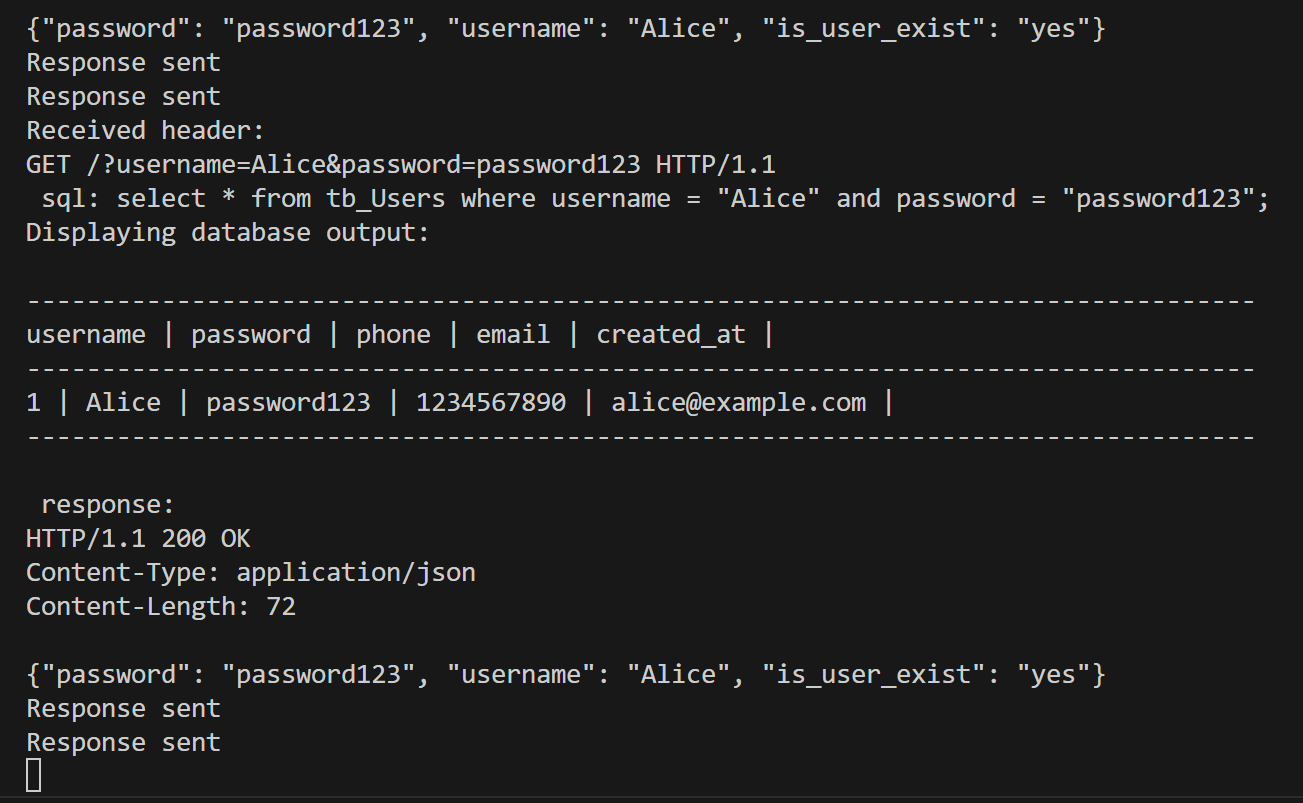 {"password": "password123", "username": "Alice", "is_user_exist": "yes"}
Response sent
Response sent
Received header:
GET /?username=Alice&password=password123 HTTP/1.1
 sql: select * from tb_Users where username = "Alice" and password = "password123";
Displaying database output:

----------------------------------------------------------------------------------
username | password | phone | email | created_at |
----------------------------------------------------------------------------------
1 | Alice | password123 | 1234567890 | alice@example.com |
----------------------------------------------------------------------------------

 response:
HTTP/1.1 200 OK
Content-Type: application/json
Content-Length: 72

{"password": "password123", "username": "Alice", "is_user_exist": "yes"}
Response sent
Response sent